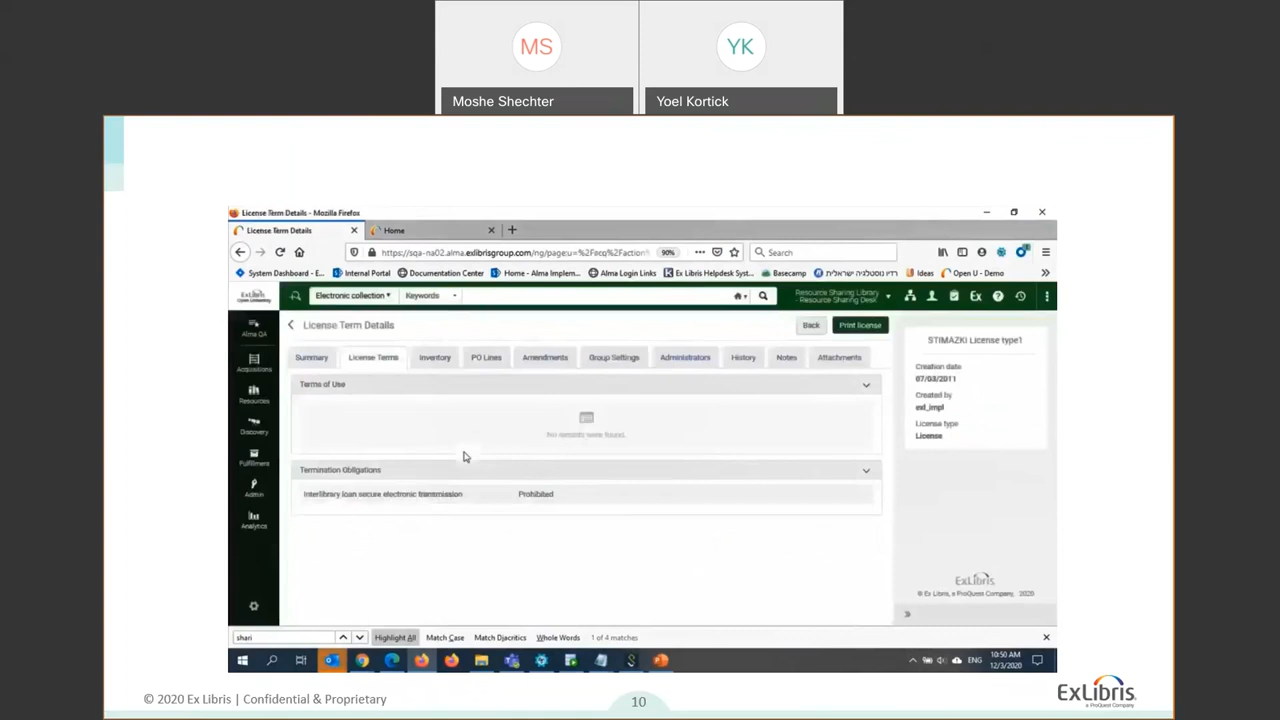 MS
YK
Moshe Shechter
Yoel Kortick
License Term Details - Mozilla Firefox
License Term Details
Home
https://sqa-na02.alma.exlibrisgroup.com/ng/page;u=%2Frcq%2Faction
90%
Search
System Dashboard - E...
Internal Portal
Documentation Center
Home - Alma Implem...
Alma Login Links
Ex Libris Helpdesk Syst...
Basecamp
רדיו נוסטלגיה ישראלית
Ideas
Open U - Demo
ExLibris
Electronic collection
Keywords
Resource Sharing Library
- Resource Sharing Desk
Ex
Alma QA
Acquisitions
Resources
Discovery
Fulfillment
Admin
Analytics
License Term Details
Back
Print license
Summary
License Terms
Inventory
PO Lines
Amendments
Group Settings
Administrators
History
Notes
Attachments
Terms of Use
No records were found.
Termination Obligations
Interlibrary loan secure electronic transmission
Prohibited
STIMAZKI License type1
Creation date
07/03/2011
Created by
exl_impl
License type
License
ExLibris
© Ex Libris, a ProQuest Company, 2020
shari
Highlight All
Match Case
Match Diacritics
Whole Words
1 of 4 matches
ENG
10:50 AM
12/3/2020
© 2020 Ex Libris | Confidential & Proprietary
10
ExLibris
a ProQuest Company